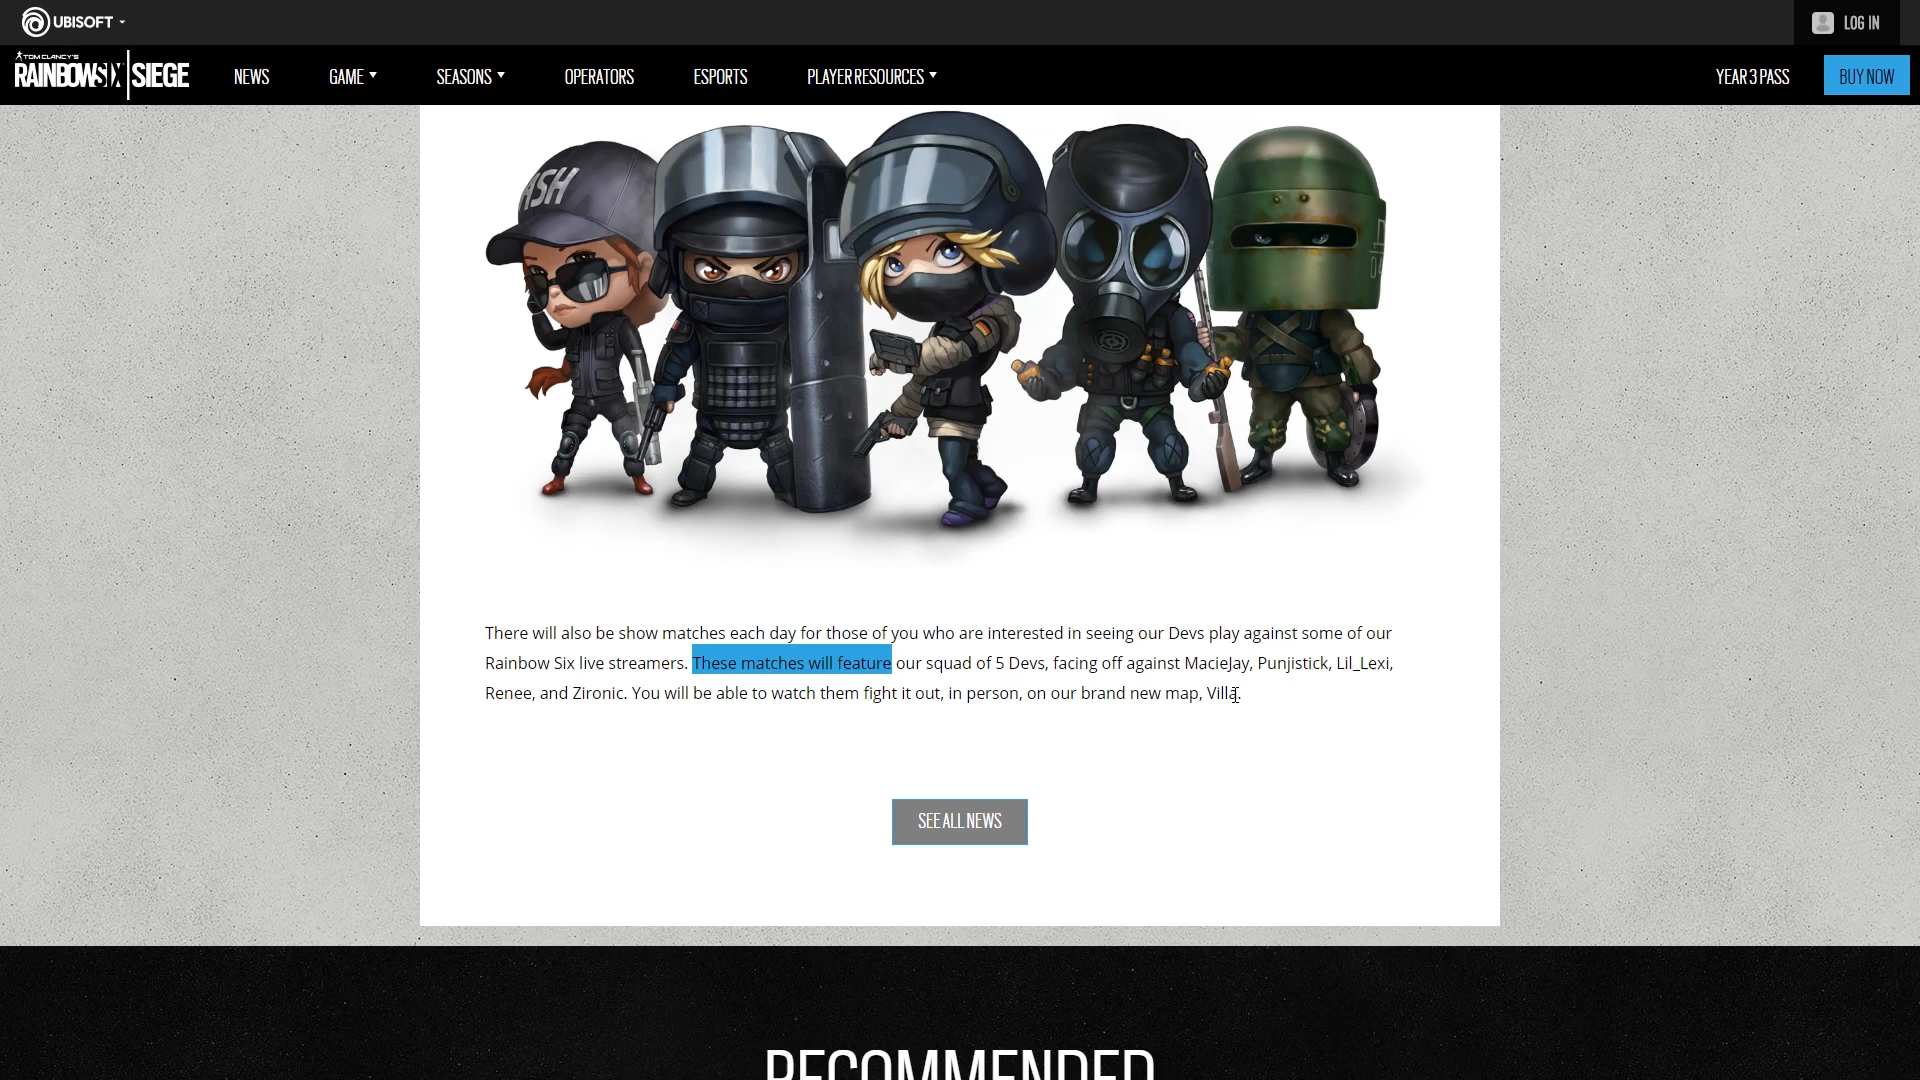 UBISOFT
LOG IN
TOM CLANCY'S
RAINBOW SIX | SIEGE
NEWS
GAME
SEASONS
OPERATORS
ESPORTS
PLAYER RESOURCES
YEAR 3 PASS
BUY NOW
ASH
There will also be show matches each day for those of you who are interested in seeing our Devs play against some of our
Rainbow Six live streamers. These matches will feature our squad of 5 Devs, facing off against MacieJay, Punjistick, Lil_Lexi,
Renee, and Zironic. You will be able to watch them fight it out, in person, on our brand new map, Villa.
SEE ALL NEWS
RECOMMENDED